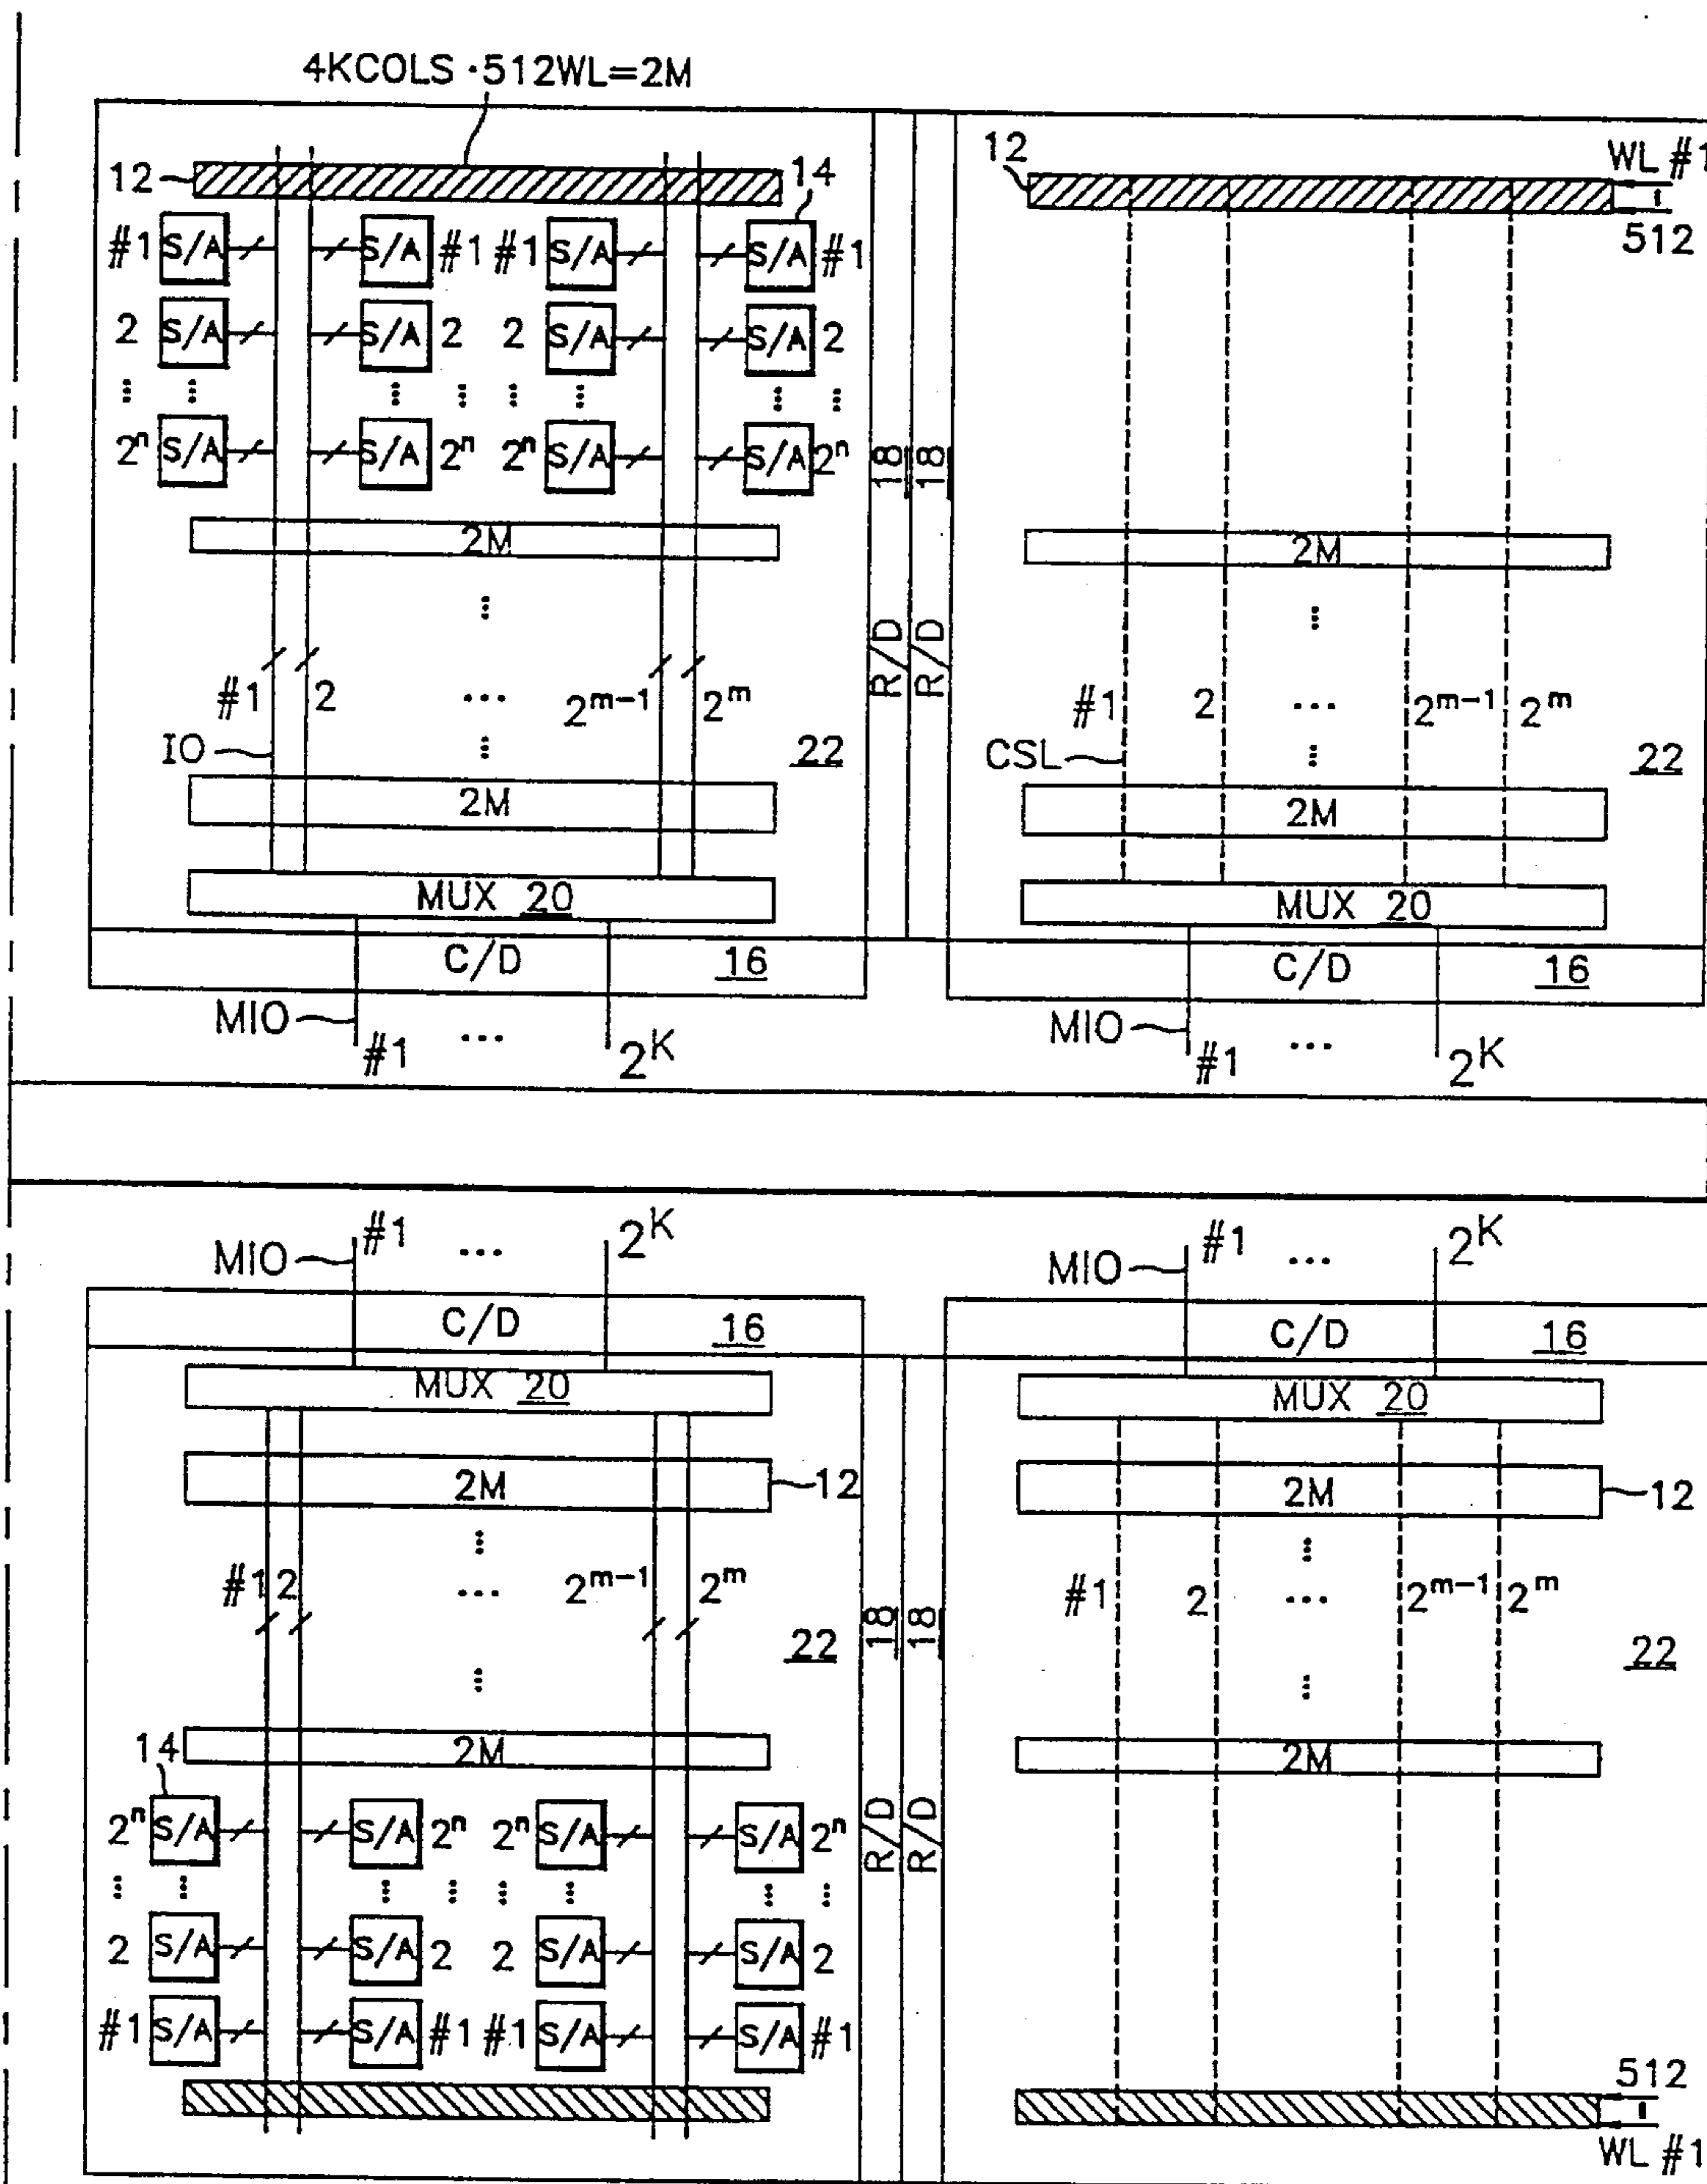 4KCOLS ·512WL=2M
12
14
12
WL #1
512
#1 S/A S/A #1 #1 S/A S/A #1
2 S/A S/A 2 2 S/A S/A 2
2ⁿ S/A S/A 2ⁿ 2ⁿ S/A S/A 2ⁿ
18 18
2M
2M
R/D R/D
#1 2 ... 2ᵐ⁻¹ 2ᵐ
#1 2 ... 2ᵐ⁻¹ 2ᵐ
IO
22
CSL
22
2M
2M
MUX 20
MUX 20
C/D 16
C/D 16
MIO #1 ... 2ᴷ
MIO #1 ... 2ᴷ
MIO #1 ... 2ᴷ
MIO #1 ... 2ᴷ
C/D 16
C/D 16
MUX 20
MUX 20
2M 12
2M 12
#1 2 ... 2ᵐ⁻¹ 2ᵐ
#1 2 ... 2ᵐ⁻¹ 2ᵐ
18 18
22
22
14
2M
2M
R/D R/D
2ⁿ S/A S/A 2ⁿ 2ⁿ S/A S/A 2ⁿ
2 S/A S/A 2 2 S/A S/A 2
#1 S/A S/A #1 #1 S/A S/A #1
512
WL #1